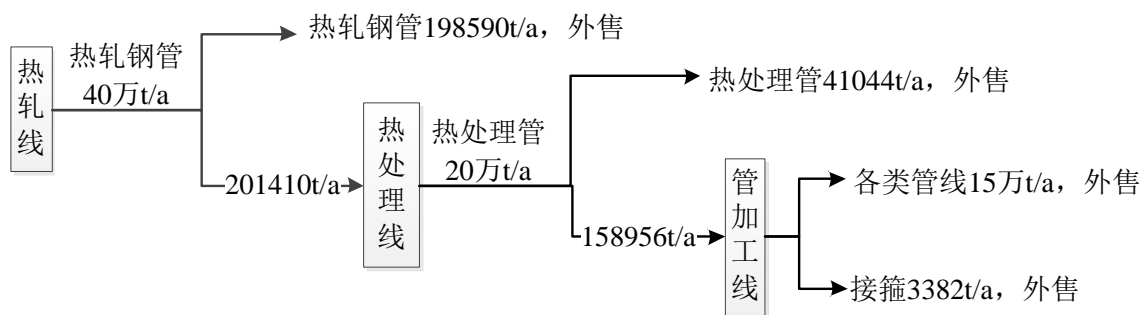 热轧线
热轧钢管
40万t/a
热轧钢管198590t/a，外售
201410t/a
热处理线
热处理管
20万t/a
热处理管41044t/a，外售
158956t/a
管加工线
各类管线15万t/a，外售
接箍3382t/a，外售